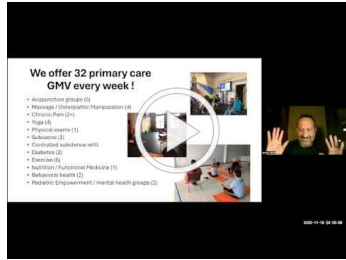 We offer 32 primary care
GMV every week !
• Acupuncture groups (5)
• Massage / Osteopathic Manipulation (4)
• Chronic Pain (2+)
• Yoga (4)
• Physical exams (1)
• Suboxone (2)
• Controlled substance refill
• Diabetes (2)
• Exercise (6)
• Nutrition / Functional Medicine (1)
• Behavioral health (2)
• Pediatric Empowerment / mental health groups (2)